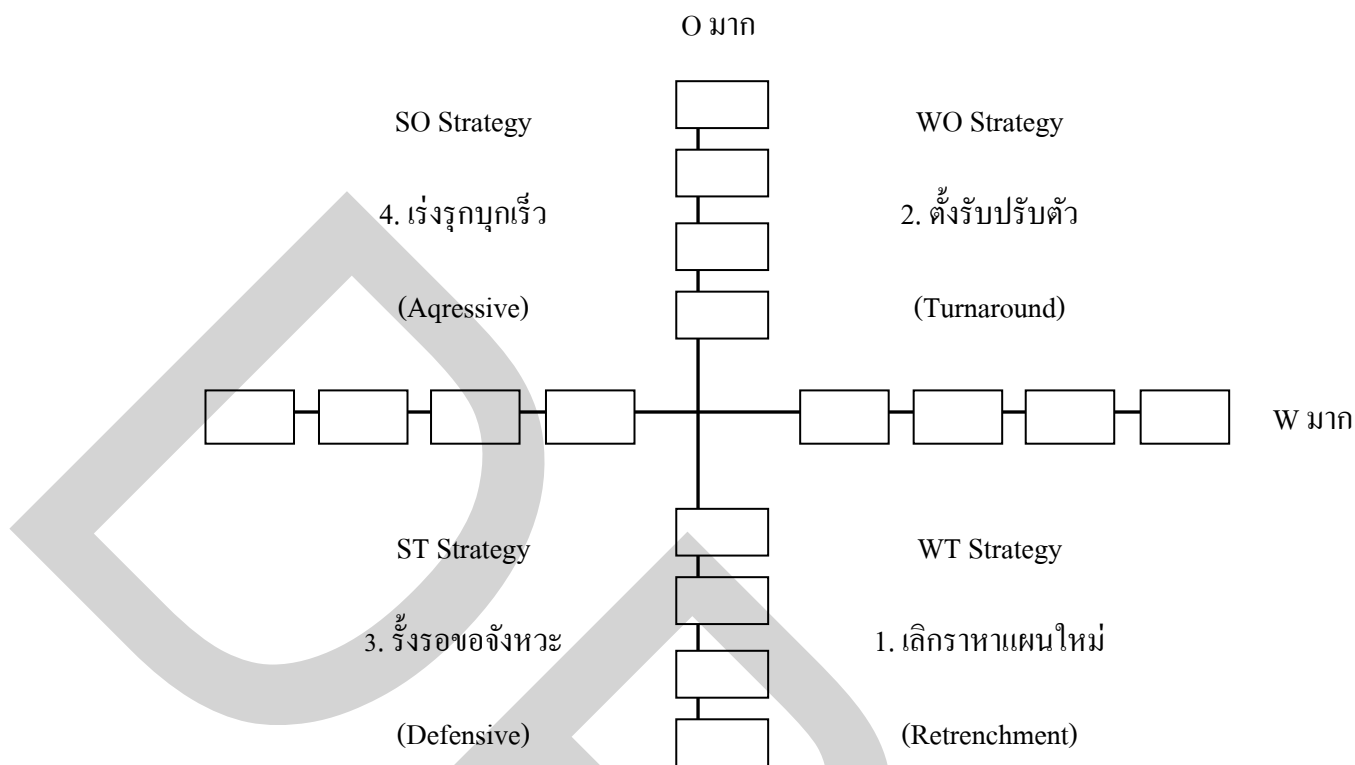 O มาก
SO Strategy
WO Strategy
4. เร่งรุกบุกเร็ว
2. ตั้งรับปรับตัว
(Aqressive)
(Turnaround)
W มาก
ST Strategy
WT Strategy
3. รั้งรอขอจังหวะ
1. เลิกราหาแผนใหม่
(Defensive)
(Retrenchment)